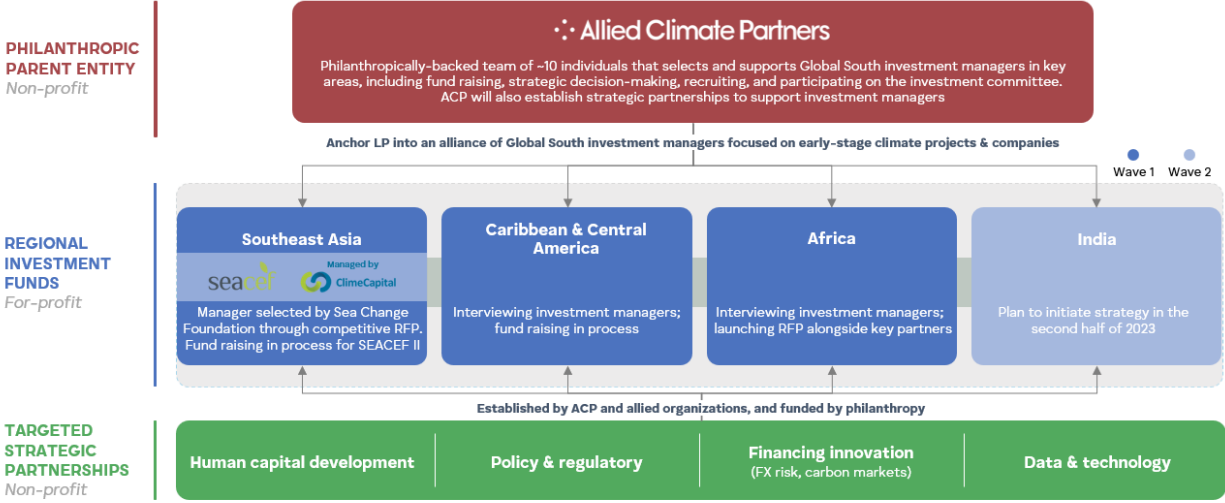 PHILANTHROPIC
PARENT ENTITY
Non-profit
Allied Climate Partners
Philanthropically-backed team of ~10 individuals that selects and supports Global South investment managers in key
areas, including fund raising, strategic decision-making, recruiting, and participating on the investment committee.
ACP will also establish strategic partnerships to support investment managers
Anchor LP into an alliance of Global South investment managers focused on early-stage climate projects & companies
Wave 1
Wave 2
REGIONAL
INVESTMENT
FUNDS
For-profit
Southeast Asia
seacef
Managed by
ClimeCapital
Manager selected by Sea Change
Foundation through competitive RFP.
Fund raising in process for SEACEF II
Caribbean & Central
America
Interviewing investment managers;
fund raising in process
Africa
Interviewing investment managers;
launching RFP alongside key partners
India
Plan to initiate strategy in the
second half of 2023
Established by ACP and allied organizations, and funded by philanthropy
TARGETED
STRATEGIC
PARTNERSHIPS
Non-profit
Human capital development
Policy & regulatory
Financing innovation
(FX risk, carbon markets)
Data & technology